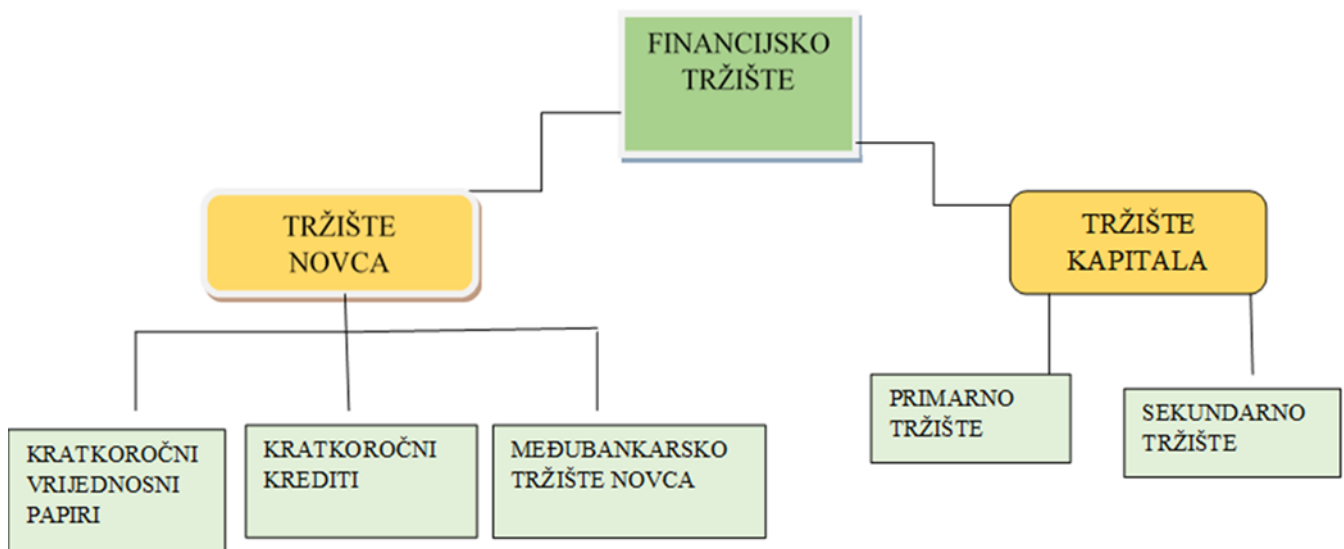 FINANCIJSKO
TRŽIŠTE
TRŽIŠTE
NOVCA
TRŽIŠTE
KAPITALA
KRATKOROČNI
VRIJEDNOSNI
PAPIRI
KRATKOROČNI
KREDITI
MEĐUBANKARSKO
TRŽIŠTE NOVCA
PRIMARNO
TRŽIŠTE
SEKUNDARNO
TRŽIŠTE